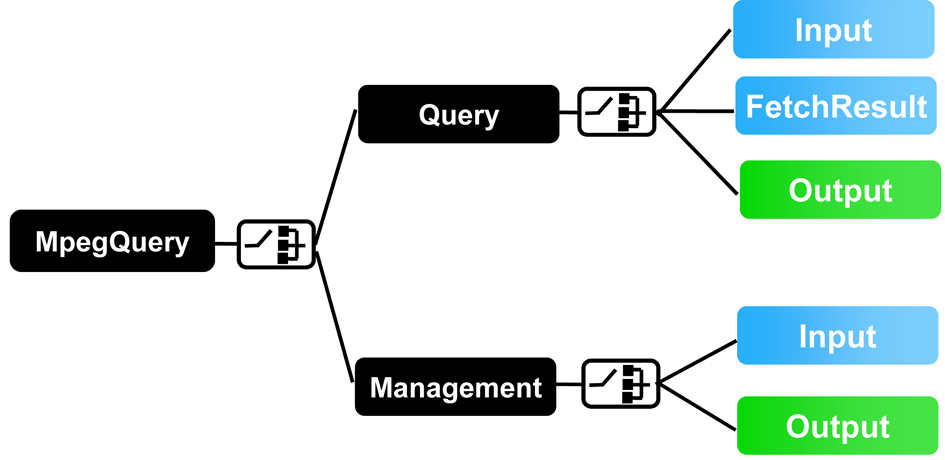 MpegQuery
Query
Input
FetchResult
Output
Management
Input
Output